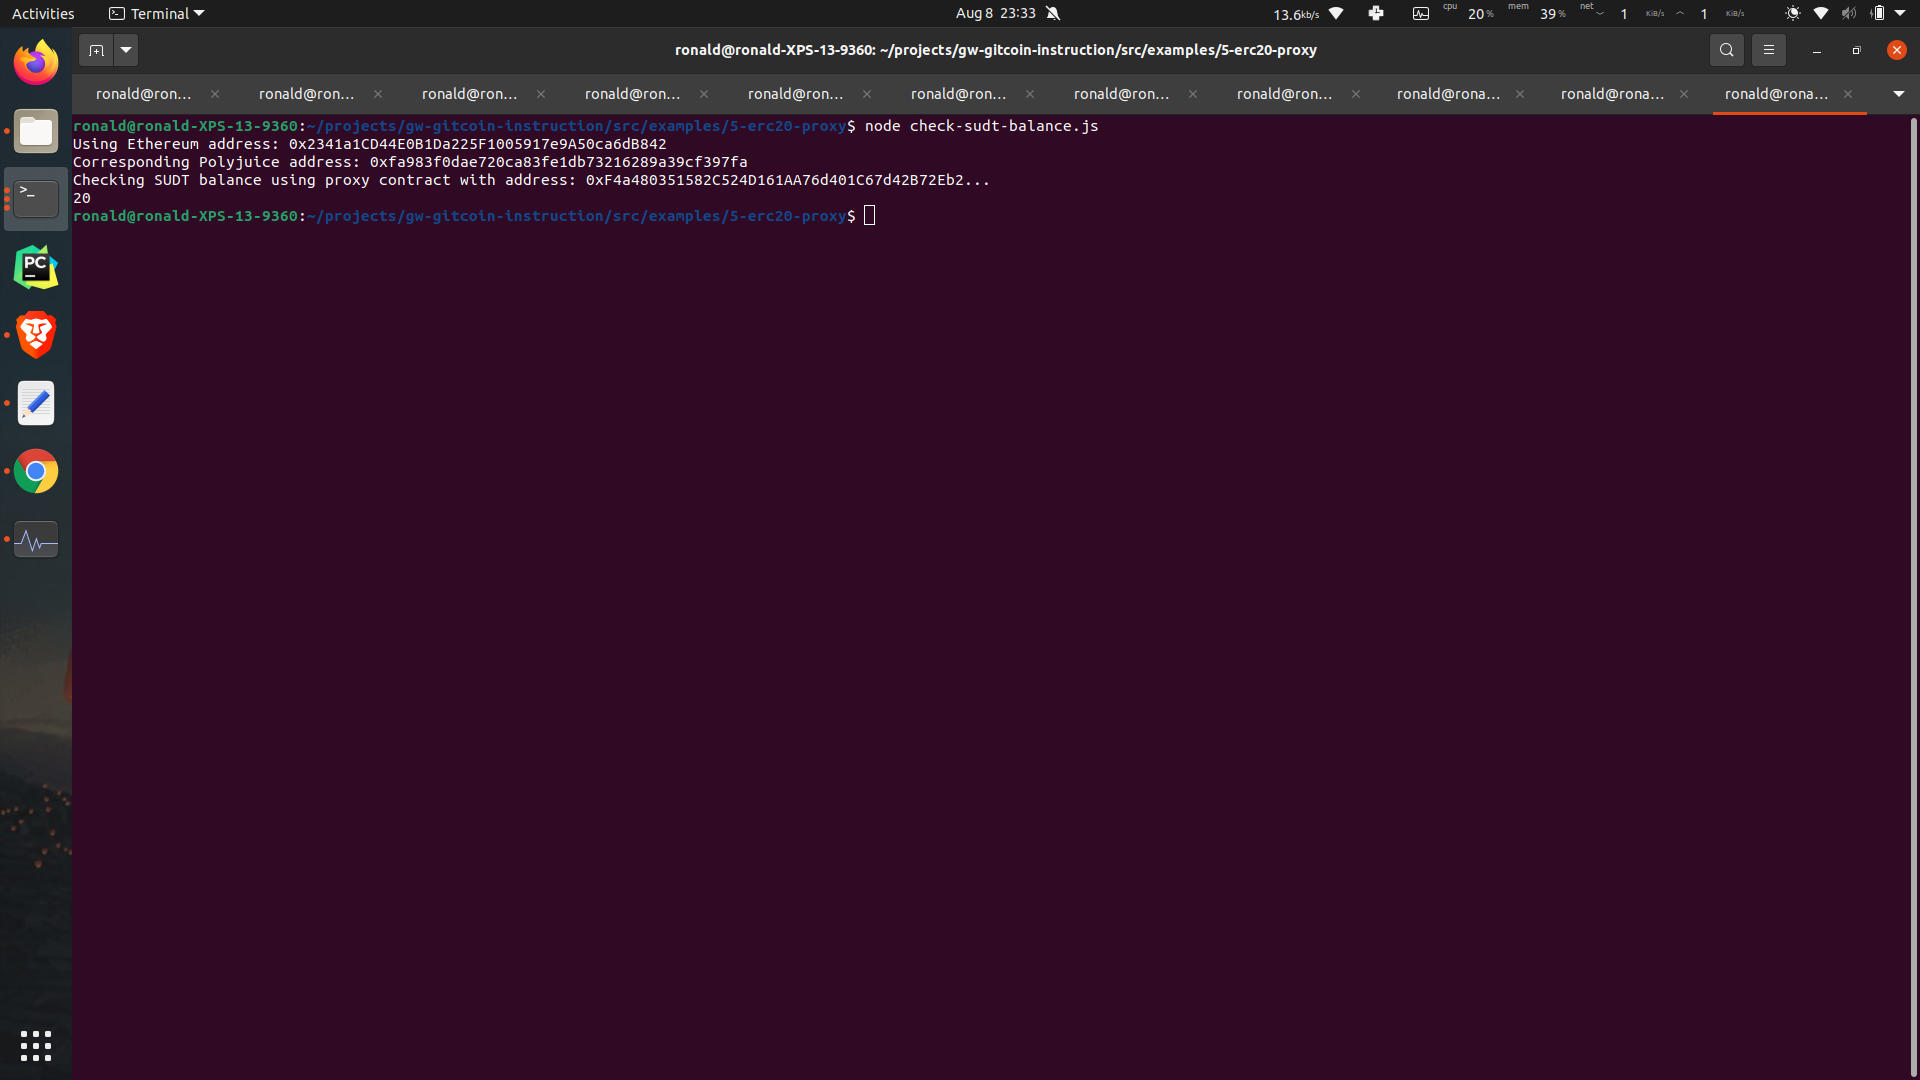 Activities Terminal Aug 8 23:33 13.6kb/s cpu 20% mem 39% net 1 KiB/s 1 KiB/s
ronald@ronald-XPS-13-9360: ~/projects/gw-gitcoin-instruction/src/examples/5-erc20-proxy
ronald@ron... ronald@ron... ronald@ron... ronald@ron... ronald@ron... ronald@ron... ronald@ron... ronald@ron... ronald@rona... ronald@rona... ronald@rona...
ronald@ronald-XPS-13-9360:~/projects/gw-gitcoin-instruction/src/examples/5-erc20-proxy$ node check-sudt-balance.js
Using Ethereum address: 0x2341a1CD44E0B1Da225F1005917e9A50ca6dB842
Corresponding Polyjuice address: 0xfa983f0dae720ca83fe1db73216289a39cf397fa
Checking SUDT balance using proxy contract with address: 0xF4a480351582C524D161AA76d401C67d42B72Eb2...
20
ronald@ronald-XPS-13-9360:~/projects/gw-gitcoin-instruction/src/examples/5-erc20-proxy$
>_
PC